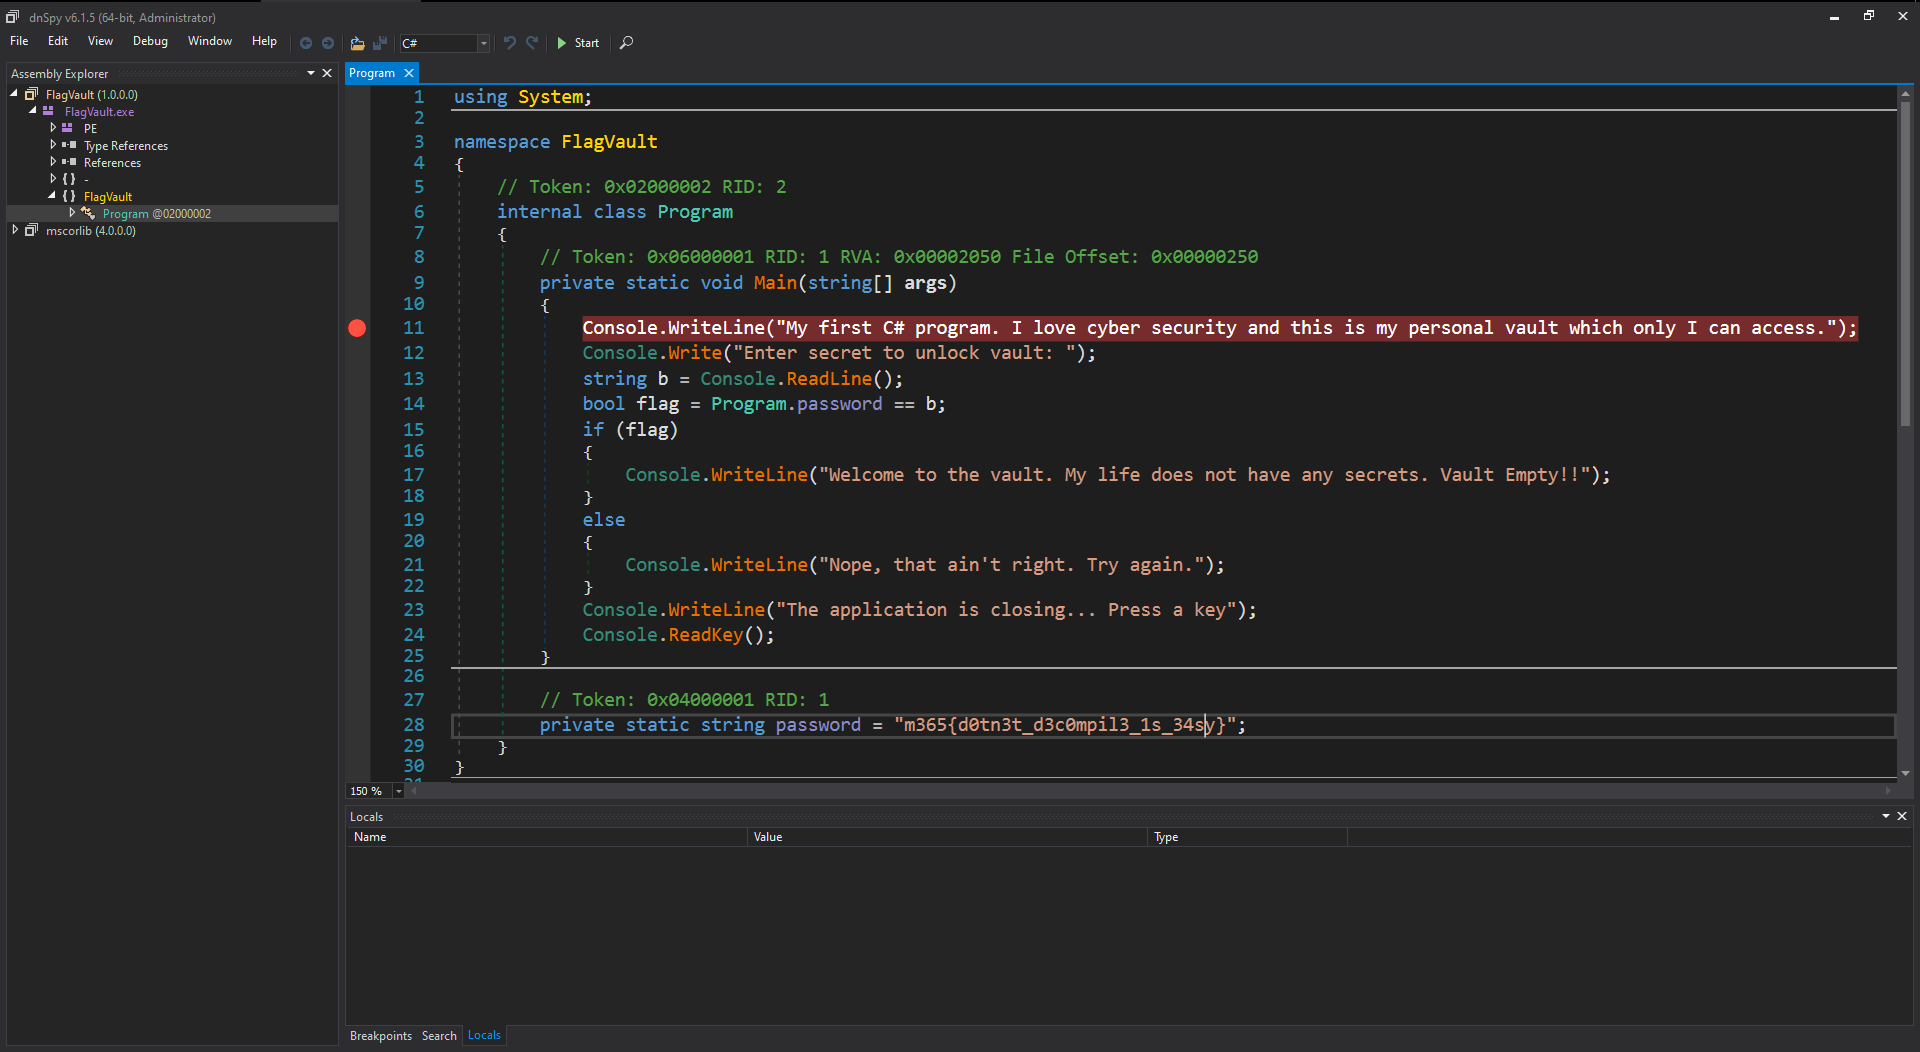 dnSpy v6.1.5 (64-bit, Administrator)
File Edit View Debug Window Help C# Start
Assembly Explorer
FlagVault (1.0.0.0)
FlagVault.exe
PE
Type References
References
{ } -
{ } FlagVault
Program @02000002
mscorlib (4.0.0.0)
Program
1 using System;
2
3 namespace FlagVault
4 {
5 // Token: 0x02000002 RID: 2
6 internal class Program
7 {
8 // Token: 0x06000001 RID: 1 RVA: 0x00002050 File Offset: 0x00000250
9 private static void Main(string[] args)
10 {
11 Console.WriteLine("My first C# program. I love cyber security and this is my personal vault which only I can access.");
12 Console.Write("Enter secret to unlock vault: ");
13 string b = Console.ReadLine();
14 bool flag = Program.password == b;
15 if (flag)
16 {
17 Console.WriteLine("Welcome to the vault. My life does not have any secrets. Vault Empty!!");
18 }
19 else
20 {
21 Console.WriteLine("Nope, that ain't right. Try again.");
22 }
23 Console.WriteLine("The application is closing... Press a key");
24 Console.ReadKey();
25 }
26
27 // Token: 0x04000001 RID: 1
28 private static string password = "m365{d0tn3t_d3c0mpil3_1s_34sy}";
29 }
30 }
31
150 %
Locals
Name Value Type
Breakpoints Search Locals